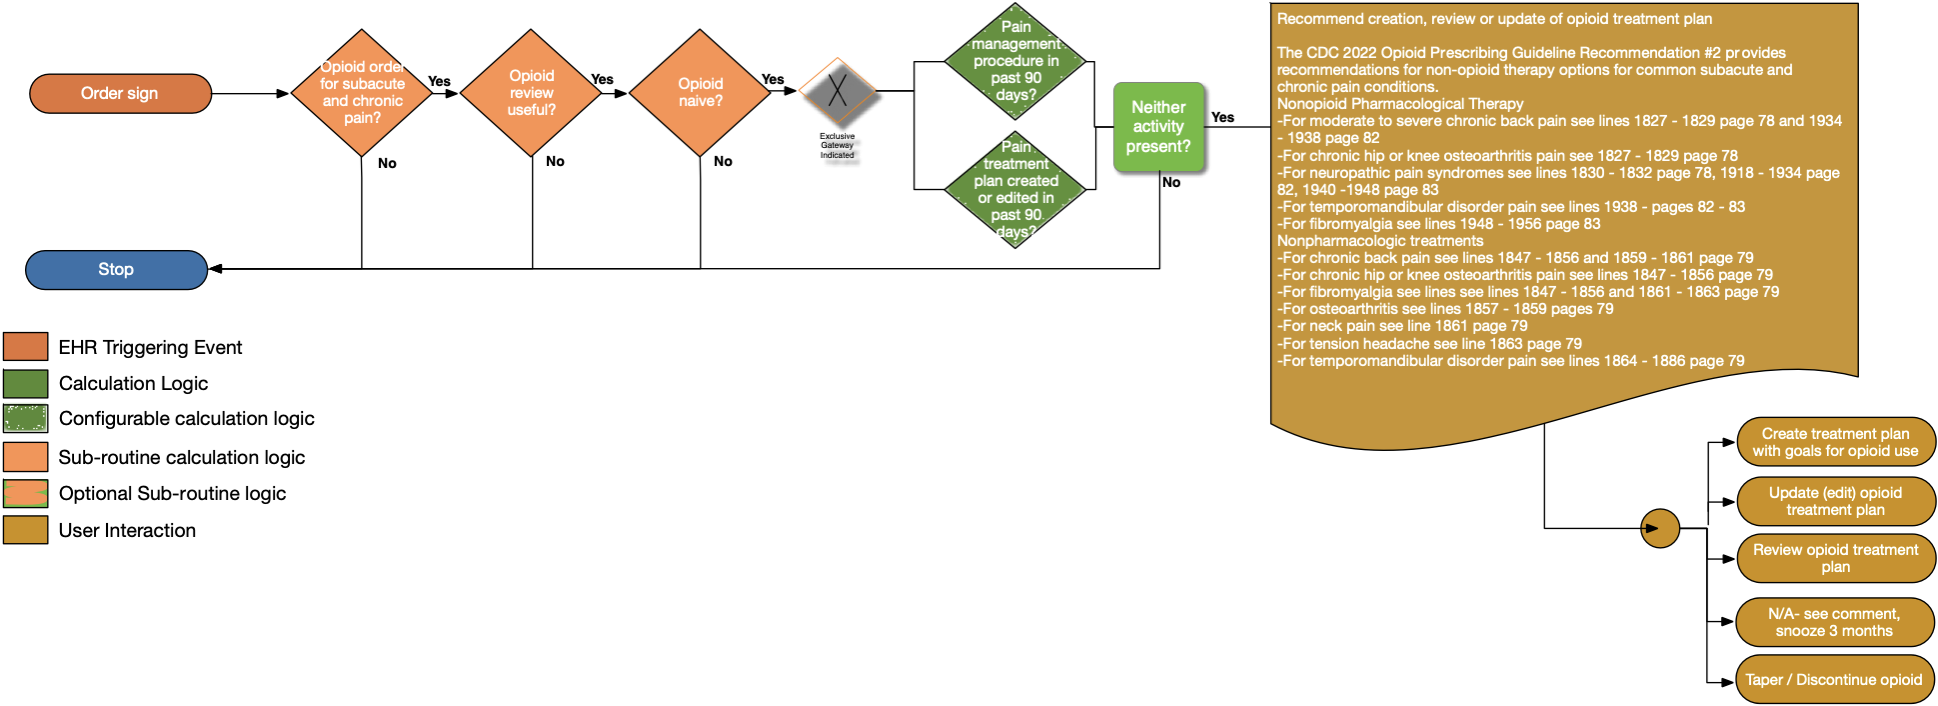 Order sign
Opioid order
for subacute
and chronic
pain?
Yes
No
Opioid
review
useful?
Yes
No
Opioid
naive?
Yes
No
Exclusive
Gateway
Indicated
Pain
management
procedure in
past 90
days?
Pain
treatment
plan created
or edited in
past 90
days?
Neither
activity
present?
Yes
No
Stop
Recommend creation, review or update of opioid treatment plan
The CDC 2022 Opioid Prescribing Guideline Recommendation #2 provides
recommendations for non-opioid therapy options for common subacute and
chronic pain conditions.
Nonopioid Pharmacological Therapy
-For moderate to severe chronic back pain see lines 1827 - 1829 page 78 and 1934
- 1938 page 82
-For chronic hip or knee osteoarthritis pain see 1827 - 1829 page 78
-For neuropathic pain syndromes see lines 1830 - 1832 page 78, 1918 - 1934 page
82, 1940 -1948 page 83
-For temporomandibular disorder pain see lines 1938 - pages 82 - 83
-For fibromyalgia see lines 1948 - 1956 page 83
Nonpharmacologic treatments
-For chronic back pain see lines 1847 - 1856 and 1859 - 1861 page 79
-For chronic hip or knee osteoarthritis pain see lines 1847 - 1856 page 79
-For fibromyalgia see lines see lines 1847 - 1856 and 1861 - 1863 page 79
-For osteoarthritis see lines 1857 - 1859 pages 79
-For neck pain see line 1861 page 79
-For tension headache see line 1863 page 79
-For temporomandibular disorder pain see lines 1864 - 1886 page 79
EHR Triggering Event
Calculation Logic
Configurable calculation logic
Sub-routine calculation logic
Optional Sub-routine logic
User Interaction
Create treatment plan
with goals for opioid use
Update (edit) opioid
treatment plan
Review opioid treatment
plan
N/A- see comment,
snooze 3 months
Taper / Discontinue opioid